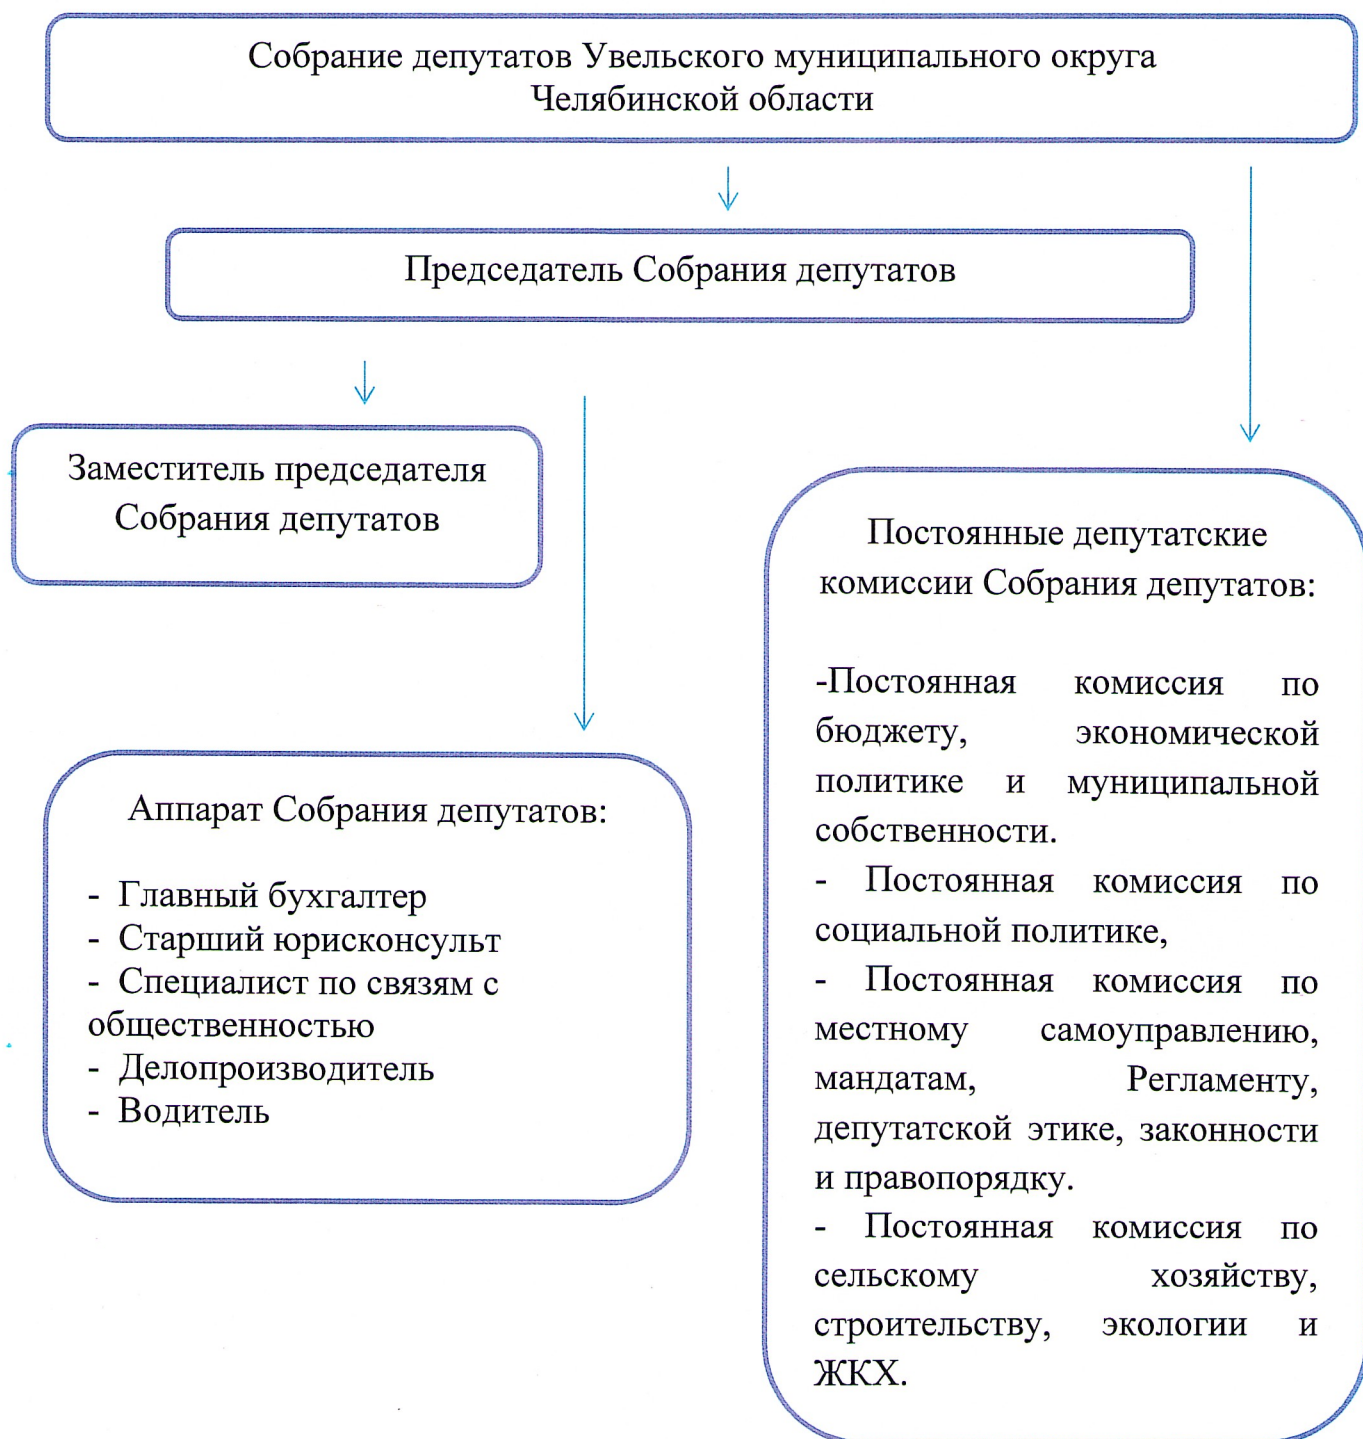 Собрание депутатов Увельского муниципального округа
Челябинской области
Председатель Собрания депутатов
Заместитель председателя
Собрания депутатов
Аппарат Собрания депутатов:
- Главный бухгалтер
- Старший юрисконсульт
- Специалист по связям с
общественностью
- Делопроизводитель
- Водитель
Постоянные депутатские
комиссии Собрания депутатов:
-Постоянная комиссия по
бюджету, экономической
политике и муниципальной
собственности.
- Постоянная комиссия по
социальной политике,
- Постоянная комиссия по
местному самоуправлению,
мандатам, Регламенту,
депутатской этике, законности
и правопорядку.
- Постоянная комиссия по
сельскому хозяйству,
строительству, экологии и
ЖКХ.